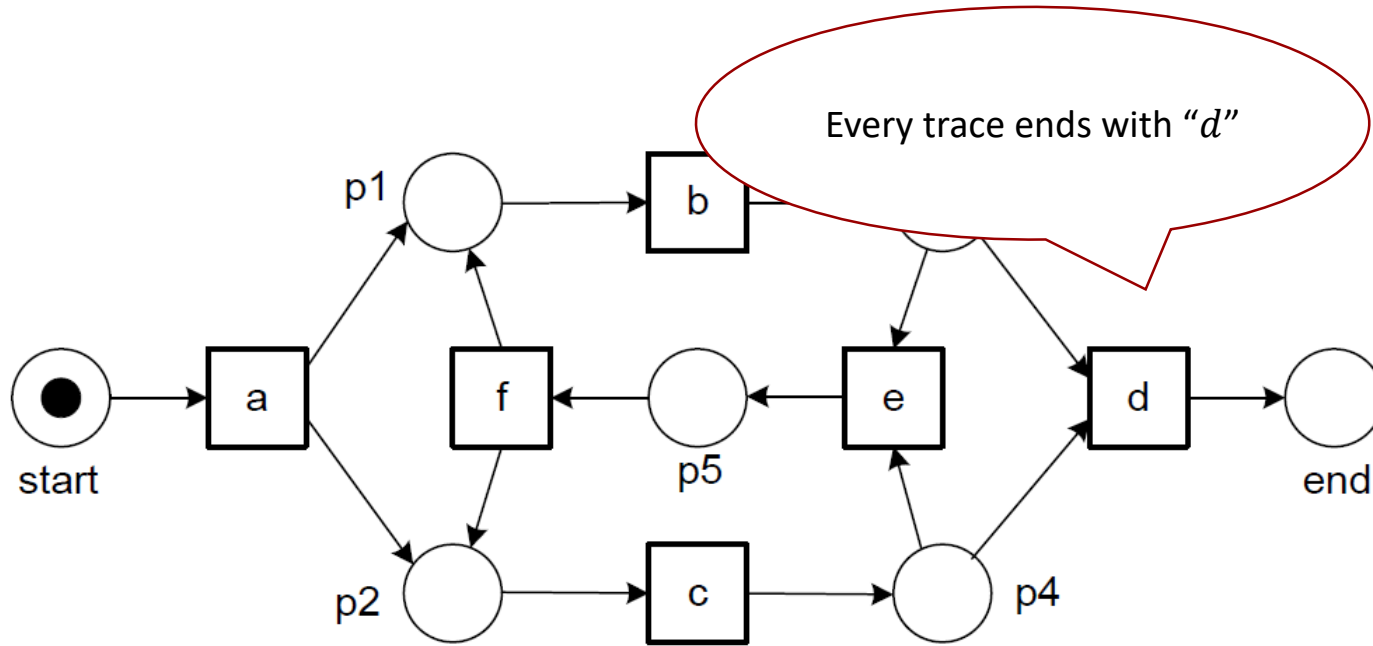 Every trace ends with “d”
p1
b
a
f
e
d
start
p5
end
p2
c
p4